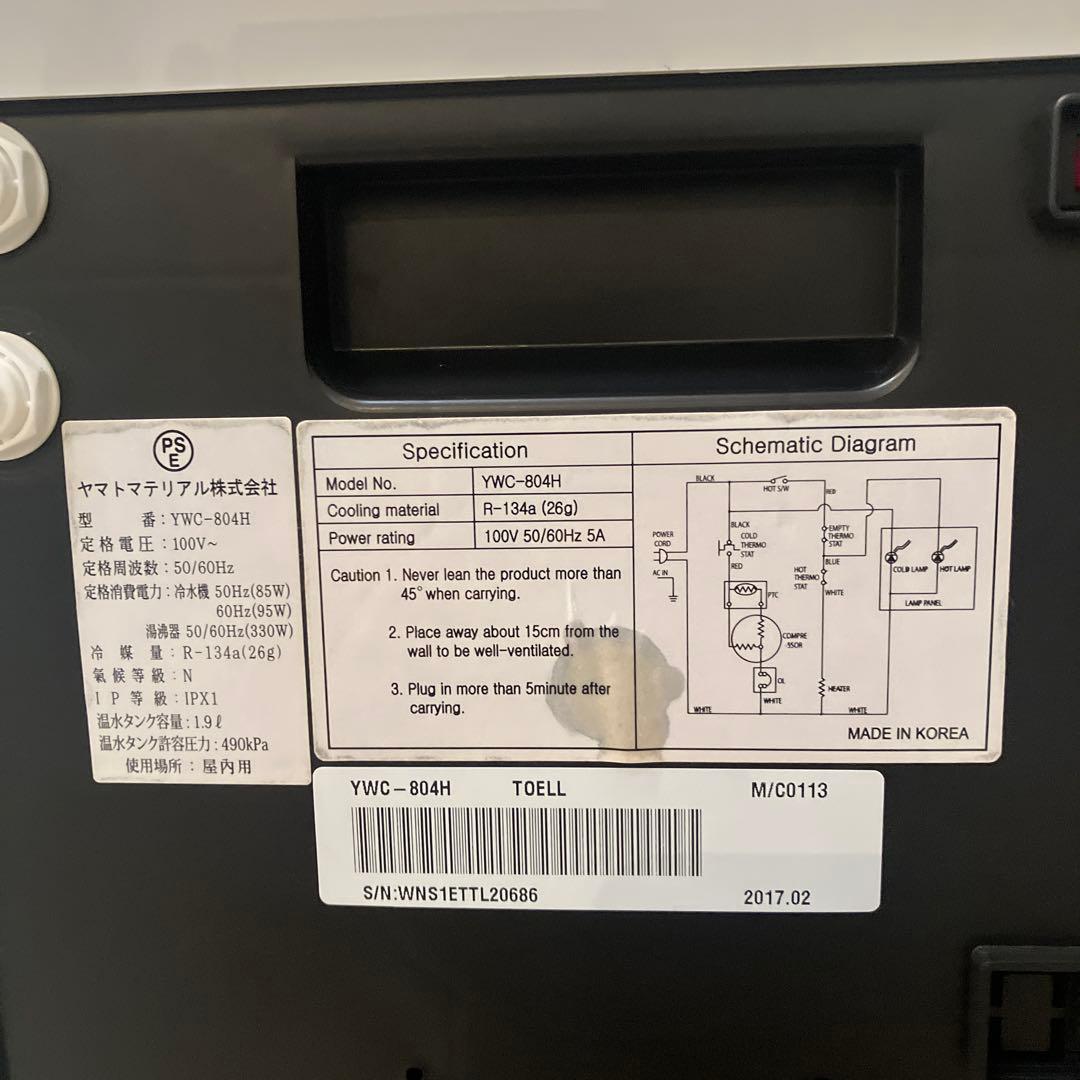 PS
E
ヤマトマテリアル株式会社
型 番：YWC-804H
定格電圧：100V~
定格周波数：50/60Hz
定格消費電力：冷水機 50Hz(85W)
60Hz(95W)
湯沸器 50/60Hz(330W)
冷媒量：R-134a(26g)
氣候等級：N
IP等級：IPX1
温水タンク容量：1.9ℓ
温水タンク許容圧力：490kPa
使用場所：屋内用
Specification
Model No. YWC-804H
Cooling material R-134a (26g)
Power rating 100V 50/60Hz 5A
Caution 1. Never lean the product more than
45° when carrying.
2. Place away about 15cm from the
wall to be well-ventilated.
3. Plug in more than 5minute after
carrying.
Schematic Diagram
BLACK
HOT S/W
RED
POWER
CORD
AC IN
BLACK
COLD
THERMO
STAT
RED
PTC
COMPRE
-SSOR
OL
WHITE
EMPTY
THERMO
STAT
BLUE
HOT
THERMO
STAT
WHITE
HEATER
COLD LAMP
HOT LAMP
LAMP PANEL
WHITE
WHITE
MADE IN KOREA
YWC-804H TOELL M/C0113
S/N:WNS1ETTL20686 2017.02